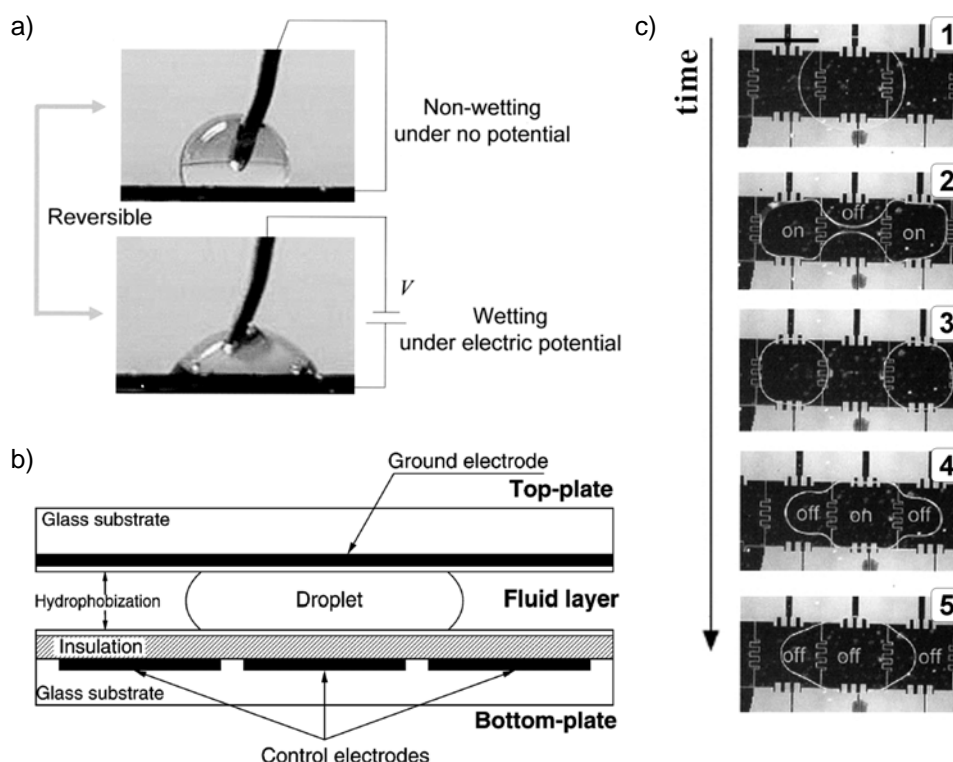 a)
Non-wetting
under no potential
Reversible
V
Wetting
under electric potential
b)
Ground electrode
Top-plate
Glass substrate
Hydrophobization
Droplet
Fluid layer
Insulation
Glass substrate
Bottom-plate
Control electrodes
c)
time
1
2
off
on
on
3
4
off
on
off
5
off
off
off